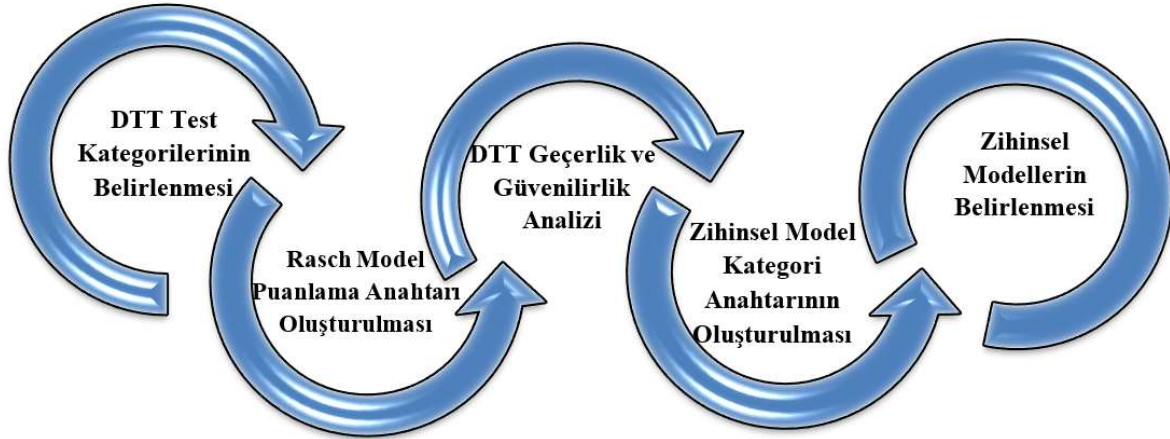 DTT Test
Kategorilerinin
Belirlenmesi
Rasch Model
Puanlama Anahtarı
Oluşturulması
DTT Geçerlik ve
Güvenilirlik
Analizi
Zihinsel Model
Kategori
Anahtarının
Oluşturulması
Zihinsel
Modellerin
Belirlenmesi